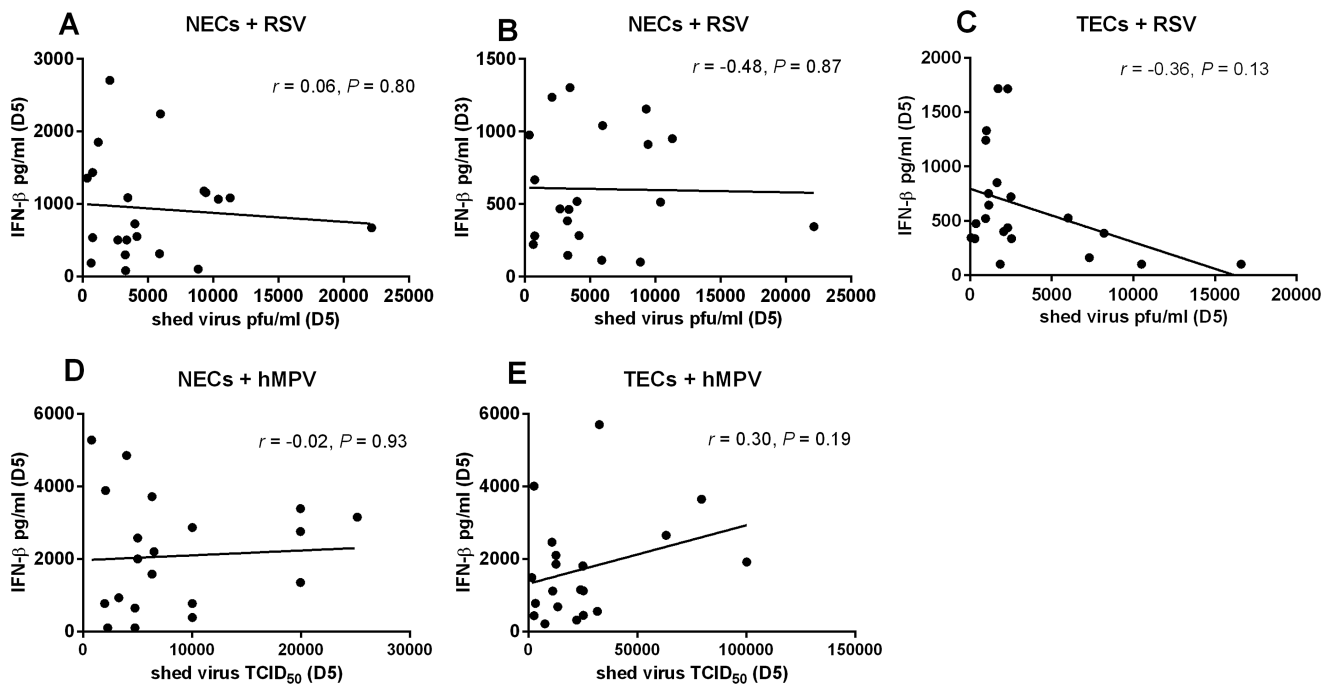 A
NECs + RSV
r = 0.06, P = 0.80
IFN-β pg/ml (D5)
3000
2000
1000
0
0 5000 10000 15000 20000 25000
shed virus pfu/ml (D5)
B
NECs + RSV
r = -0.48, P = 0.87
IFN-β pg/ml (D3)
1500
1000
500
0
0 5000 10000 15000 20000 25000
shed virus pfu/ml (D5)
C
TECs + RSV
r = -0.36, P = 0.13
IFN-β pg/ml (D5)
2000
1500
1000
500
0
0 5000 10000 15000 20000
shed virus pfu/ml (D5)
D
NECs + hMPV
r = -0.02, P = 0.93
IFN-β pg/ml (D5)
6000
4000
2000
0
0 10000 20000 30000
shed virus TCID50 (D5)
E
TECs + hMPV
r = 0.30, P = 0.19
IFN-β pg/ml (D5)
6000
4000
2000
0
0 50000 100000 150000
shed virus TCID50 (D5)